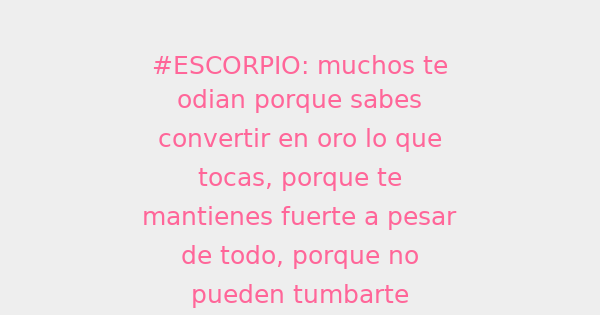 #ESCORPIO: muchos te
odian porque sabes
convertir en oro lo que
tocas, porque te
mantienes fuerte a pesar
de todo, porque no
pueden tumbarte